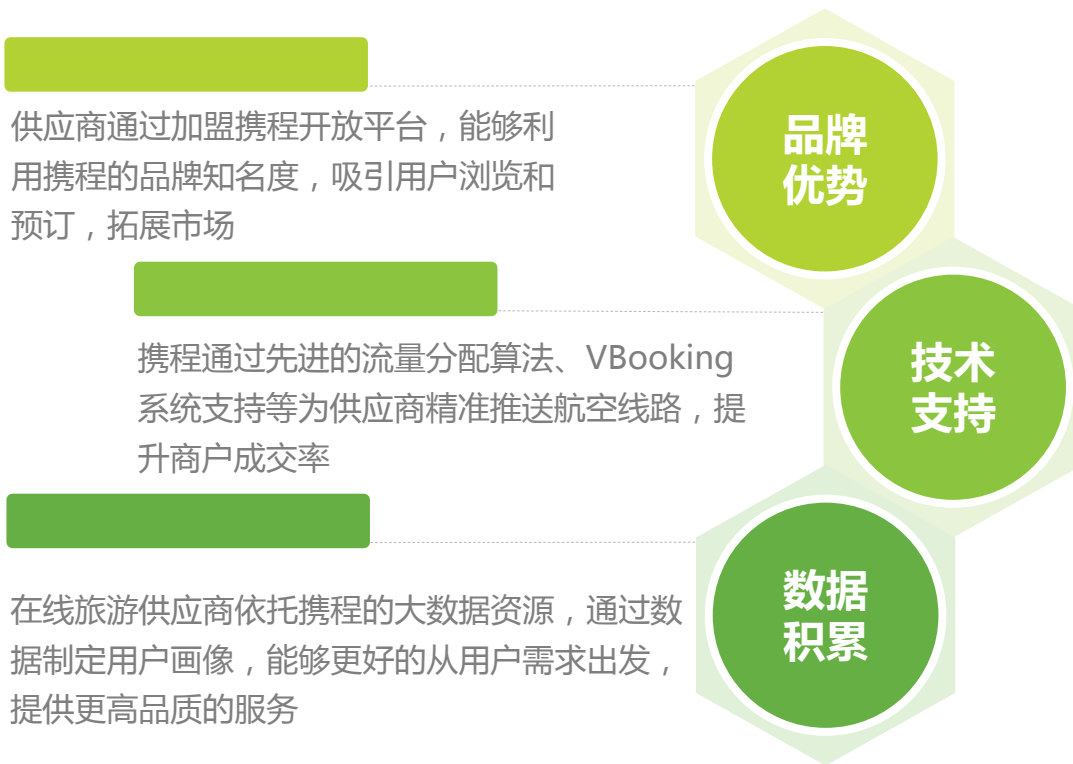 品牌
优势
供应商通过加盟携程开放平台，能够利
用携程的品牌知名度，吸引用户浏览和
预订，拓展市场
技术
支持
携程通过先进的流量分配算法、VBooking
系统支持等为供应商精准推送航空线路，提
升商户成交率
数据
积累
在线旅游供应商依托携程的大数据资源，通过数
据制定用户画像，能够更好的从用户需求出发，
提供更高品质的服务